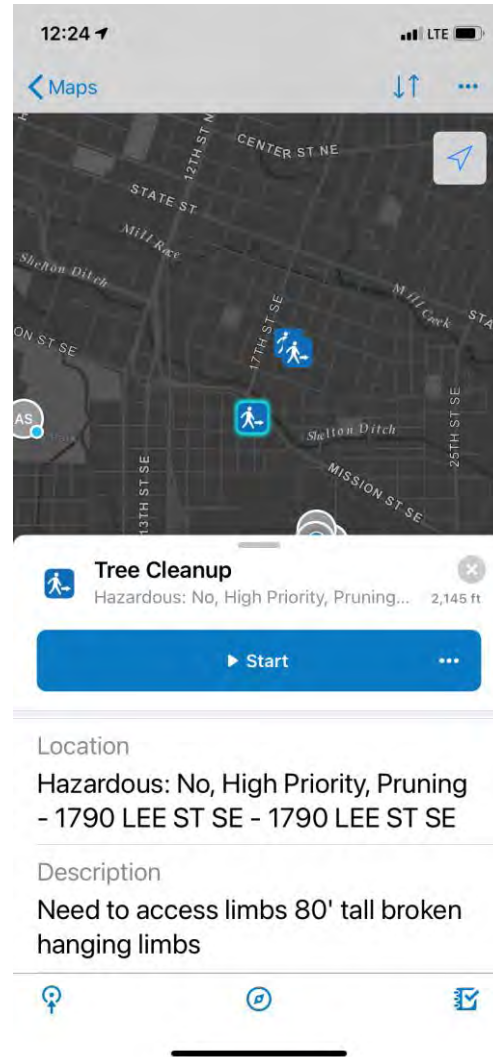 12:24
LTE
Maps
CENTER ST NE
12TH ST N
STATE ST
Mill Race
Shelton Ditch
Mill Creek
STA
ON ST SE
17TH ST SE
AS
Shelton Ditch
25TH ST SE
MISSION ST SE
13TH ST SE
Tree Cleanup
Hazardous: No, High Priority, Pruning... 2,145 ft
Start
Location
Hazardous: No, High Priority, Pruning
- 1790 LEE ST SE - 1790 LEE ST SE
Description
Need to access limbs 80' tall broken
hanging limbs